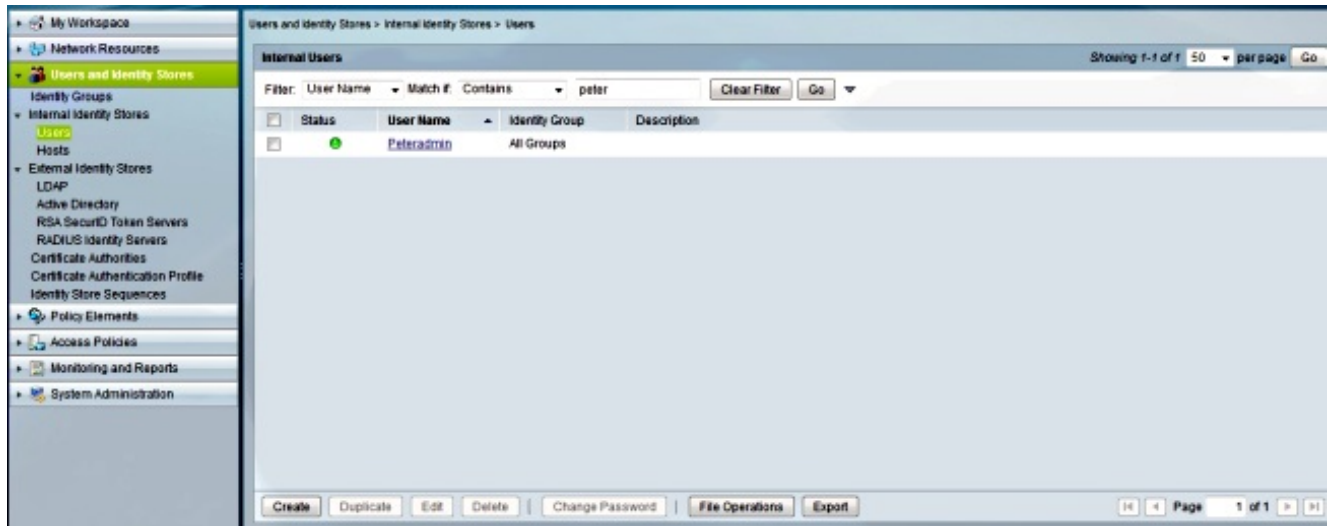 My Workspace
Network Resources
Users and Identity Stores
Identity Groups
Internal Identity Stores
Users
Hosts
External Identity Stores
LDAP
Active Directory
RSA SecurID Token Servers
RADIUS Identity Servers
Certificate Authorities
Certificate Authentication Profile
Identity Store Sequences
Policy Elements
Access Policies
Monitoring and Reports
System Administration
Users and Identity Stores > Internal Identity Stores > Users
Internal Users Showing 1-1 of 1 50 per page Go
Filter: User Name Match if: Contains peter Clear Filter Go
Status User Name Identity Group Description
Peteradmin All Groups
Create Duplicate Edit Delete | Change Password | File Operations Export Page 1 of 1